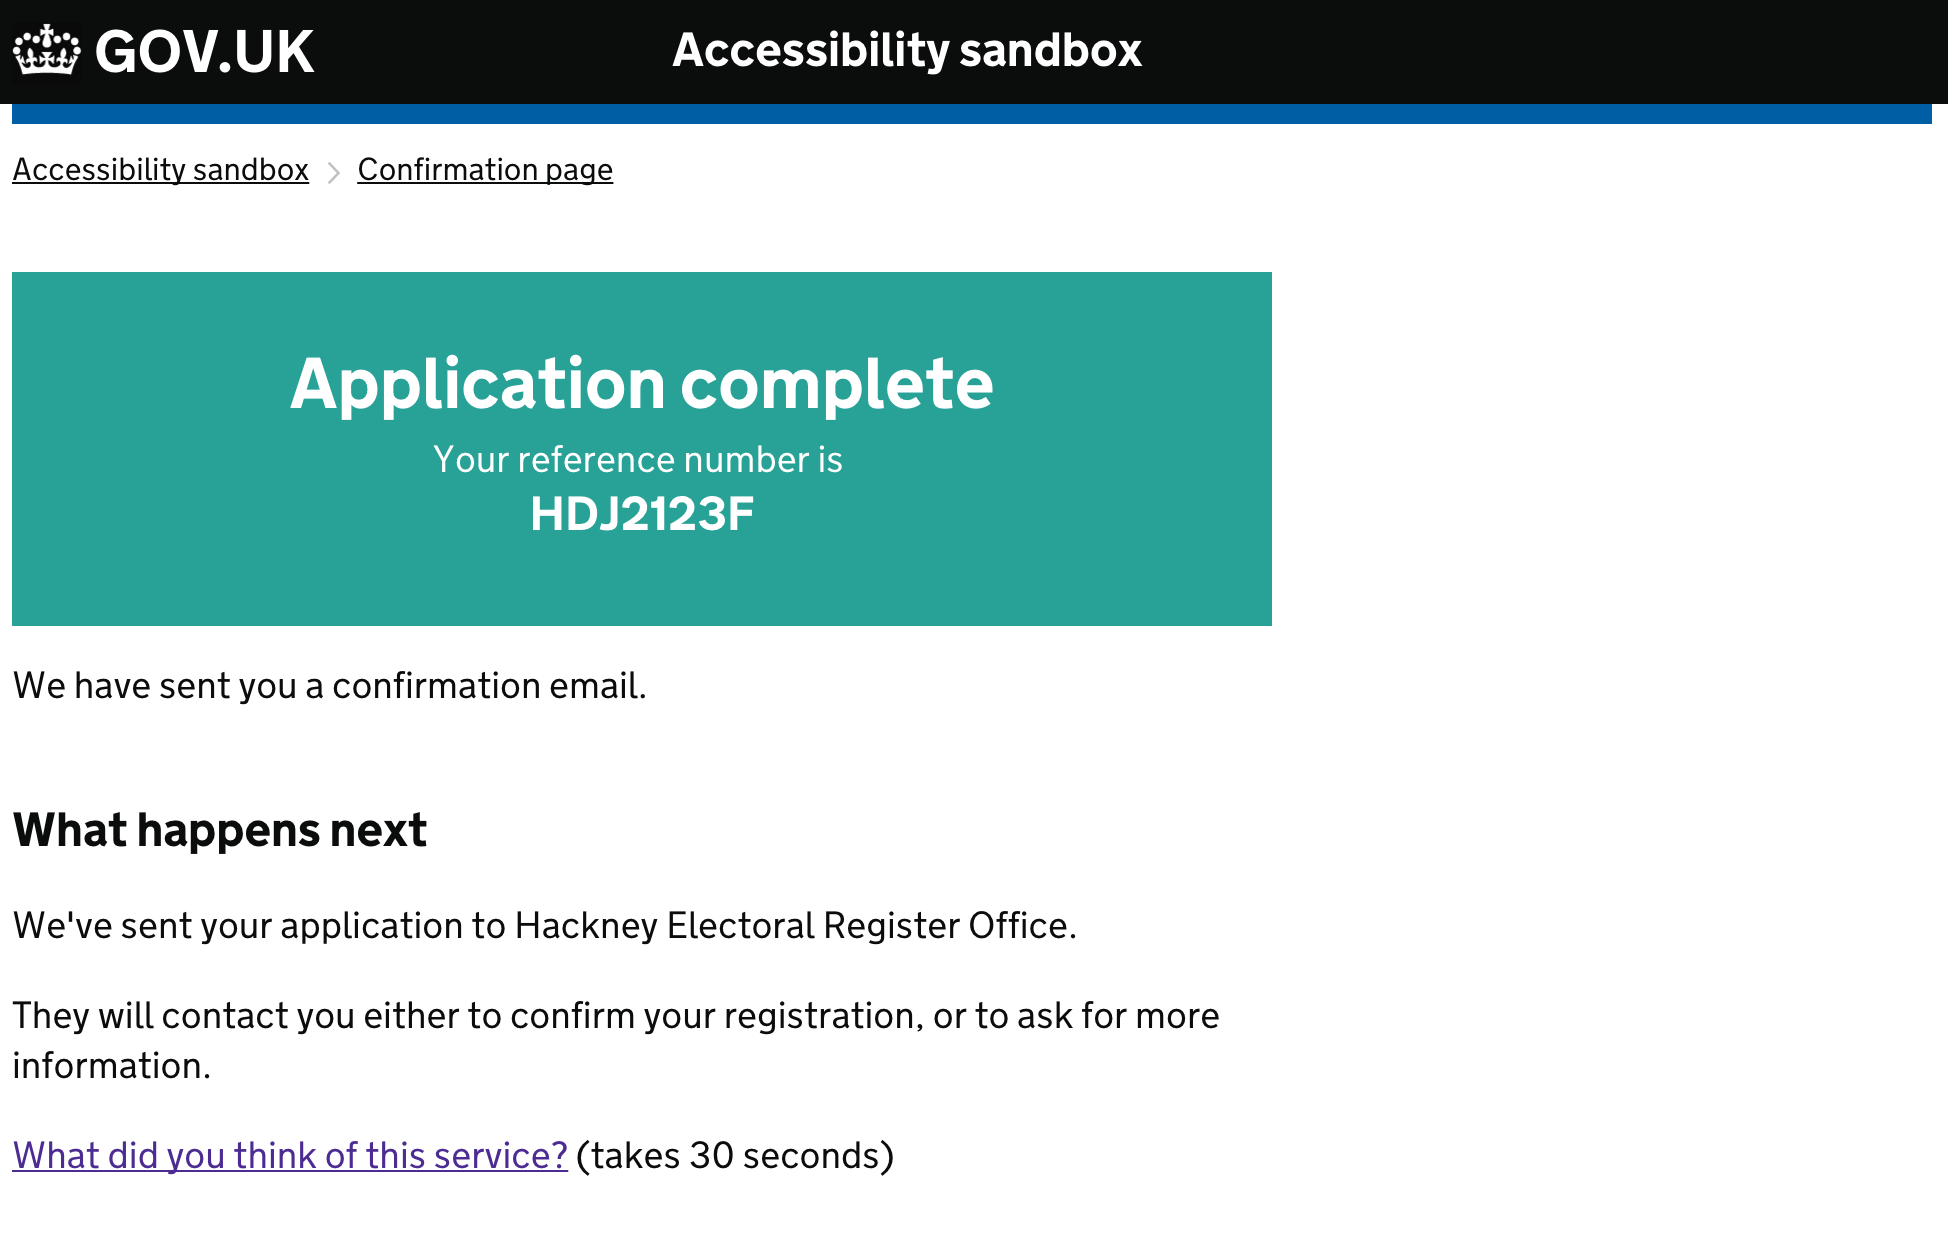 GOV.UK Accessibility sandbox
Accessibility sandbox > Confirmation page
Application complete
Your reference number is
HDJ2123F
We have sent you a confirmation email.
What happens next
We've sent your application to Hackney Electoral Register Office.
They will contact you either to confirm your registration, or to ask for more
information.
What did you think of this service? (takes 30 seconds)